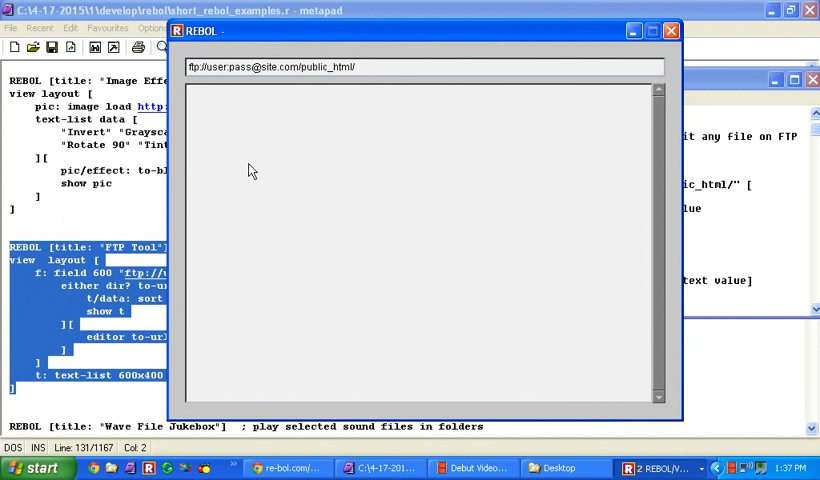 C:\4-17-2015\1\develop\rebol\short_rebol_examples.r - metapad
File Recent Edit Favourites Options
REBOL -
ftp://user:pass@site.com/public_html/
REBOL [title: "Image Effe
view layout [
pic: image load http:
text-list data [
"Invert" "Grayscal
"Rotate 90" "Tint
][
pic/effect: to-bl
show pic
]
]
REBOL [title: "FTP Tool"]
view layout [
f: field 600 "ftp://u
either dir? to-ur
t/data: sort
show t
][
editor to-url
]
]
t: text-list 600x400
]
REBOL [title: "Wave File Jukebox"] ; play selected sound files in folders
it any file on FTP
ic_html/" [
lue
text value]
DOS INS Line: 131/1167 Col: 2
start
re-bol.com/...
C:\4-17-201...
Debut Video...
Desktop
2 REBOL/V...
1:37 PM